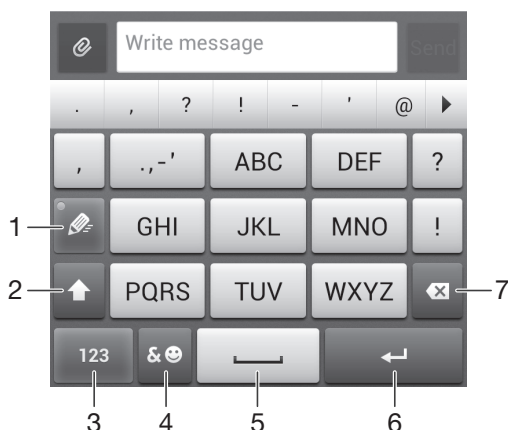 Write message Send
. , ? ! - ' @
, .,-' ABC DEF ?
1 GHI JKL MNO !
2 PQRS TUV WXYZ 7
123 &
3 4 5 6